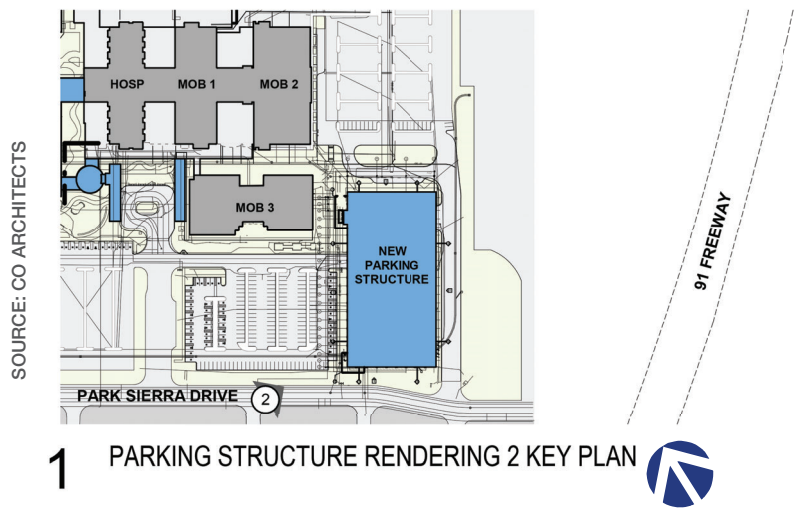 HOSP
MOB 1
MOB 2
MOB 3
NEW
PARKING
STRUCTURE
PARK SIERRA DRIVE
2
91 FREEWAY
SOURCE: CO ARCHITECTS
1
PARKING STRUCTURE RENDERING 2 KEY PLAN